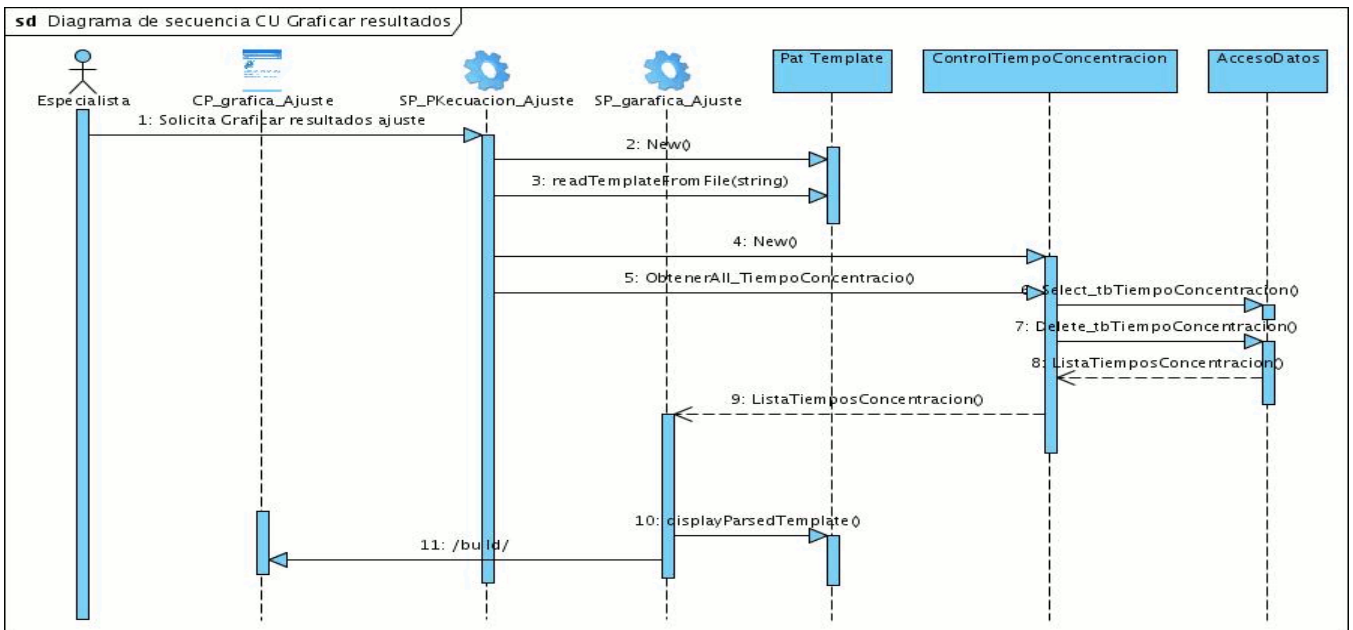 sd Diagrama de secuencia CU Graficar resultados
Pat Template
ControlTiempoConcentracion
AccesoDatos
Especialista
CP_grafica_Ajuste
SP_PKecuacion_Ajuste
SP_garafica_Ajuste
1: Solicita Graficar resultados ajuste
2: New()
3: readTemplateFromFile(string)
4: New()
5: ObtenerAll_TiempoConcentracio()
6: Select_tbTiempoConcentracion()
7: Delete_tbTiempoConcentracion()
8: ListaTiemposConcentracion()
9: ListaTiemposConcentracion()
10: displayParsedTemplate()
11: /build/